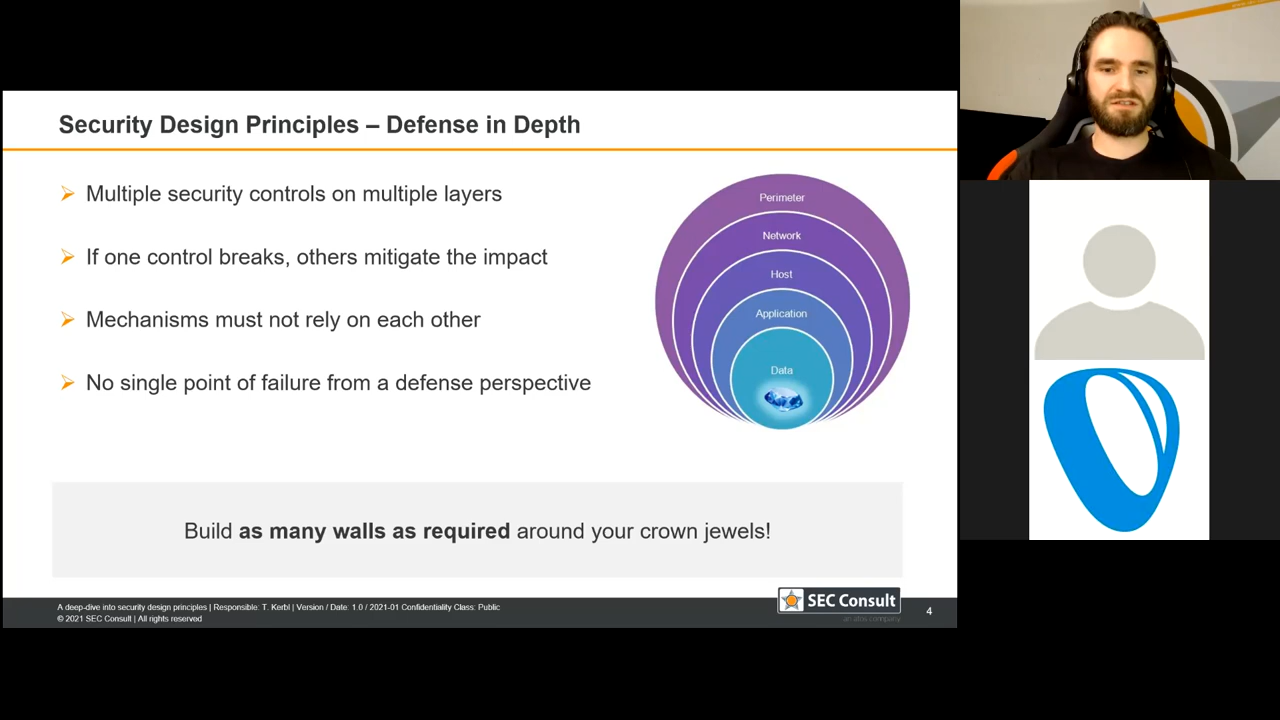 Security Design Principles – Defense in Depth
Multiple security controls on multiple layers
If one control breaks, others mitigate the impact
Mechanisms must not rely on each other
No single point of failure from a defense perspective
Perimeter
Network
Host
Application
Data
Build as many walls as required around your crown jewels!
A deep-dive into security design principles | Responsible: T. Kerbl | Version / Date: 1.0 / 2021-01 Confidentiality Class: Public
© 2021 SEC Consult | All rights reserved
SEC Consult
an atos company
4